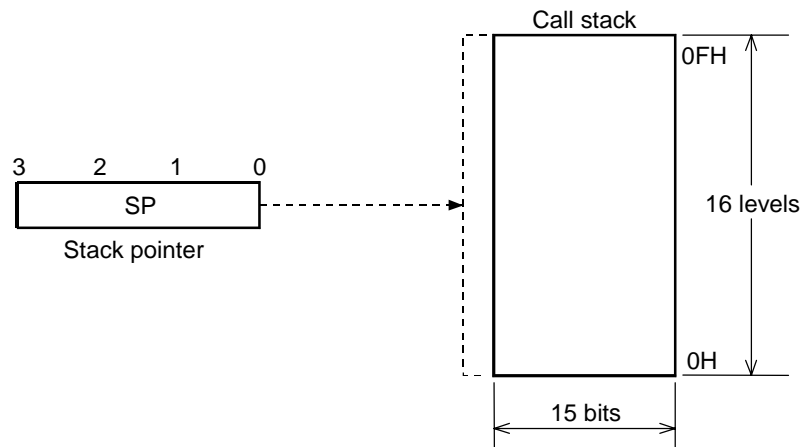 Call stack
0FH
3 2 1 0
SP
Stack pointer
16 levels
0H
15 bits